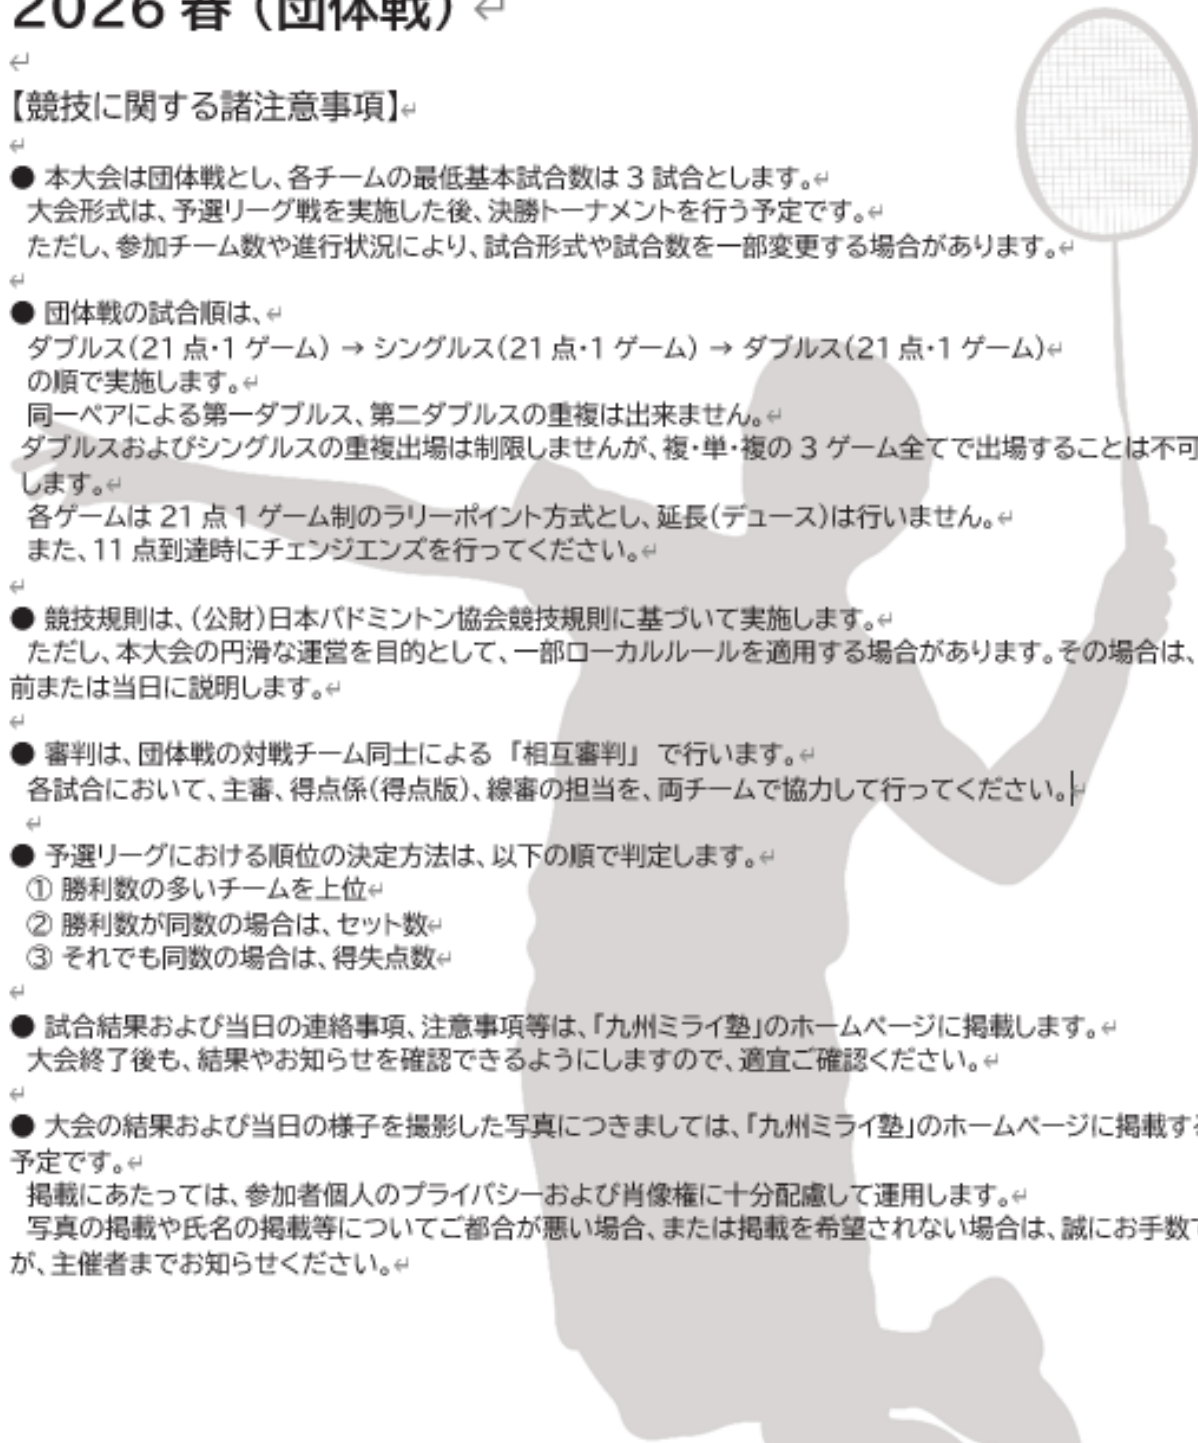 2026 春（団体戦）
【競技に関する諸注意事項】
● 本大会は団体戦とし、各チームの最低基本試合数は 3 試合とします。
大会形式は、予選リーグ戦を実施した後、決勝トーナメントを行う予定です。
ただし、参加チーム数や進行状況により、試合形式や試合数を一部変更する場合があります。
● 団体戦の試合順は、
ダブルス（21 点・1 ゲーム） → シングルス（21 点・1 ゲーム） → ダブルス（21 点・1 ゲーム）
の順で実施します。
同一ペアによる第一ダブルス、第二ダブルスの重複は出来ません。
ダブルスおよびシングルスの重複出場は制限しませんが、複・単・複の 3 ゲーム全てで出場することは不可
します。
各ゲームは 21 点 1 ゲーム制のラリーポイント方式とし、延長（デュース）は行いません。
また、11 点到達時にチェンジエンズを行ってください。
● 競技規則は、（公財）日本バドミントン協会競技規則に基づいて実施します。
ただし、本大会の円滑な運営を目的として、一部ローカルルールを適用する場合があります。その場合は、
前または当日に説明します。
● 審判は、団体戦の対戦チーム同士による 「相互審判」 で行います。
各試合において、主審、得点係（得点版）、線審の担当を、両チームで協力して行ってください。
● 予選リーグにおける順位の決定方法は、以下の順で判定します。
① 勝利数の多いチームを上位
② 勝利数が同数の場合は、セット数
③ それでも同数の場合は、得失点数
● 試合結果および当日の連絡事項、注意事項等は、「九州ミライ塾」のホームページに掲載します。
大会終了後も、結果やお知らせを確認できるようにしますので、適宜ご確認ください。
● 大会の結果および当日の様子を撮影した写真につきましては、「九州ミライ塾」のホームページに掲載する
予定です。
掲載にあたっては、参加者個人のプライバシーおよび肖像権に十分配慮して運用します。
写真の掲載や氏名の掲載等についてご都合が悪い場合、または掲載を希望されない場合は、誠にお手数で
が、主催者までお知らせください。